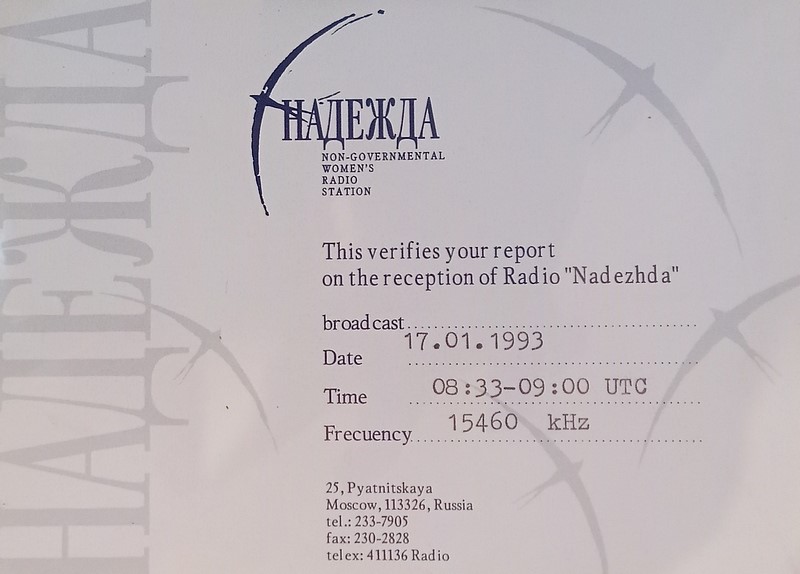 НАДЕЖДА
НАДЕЖДА
NON-GOVERNMENTAL
WOMEN'S
RADIO
STATION
This verifies your report
on the reception of Radio "Nadezhda"
broadcast
Date 17.01.1993
Time 08:33-09:00 UTC
Frecuency 15460 kHz
25, Pyatnitskaya
Moscow, 113326, Russia
tel.: 233-7905
fax: 230-2828
telex: 411136 Radio